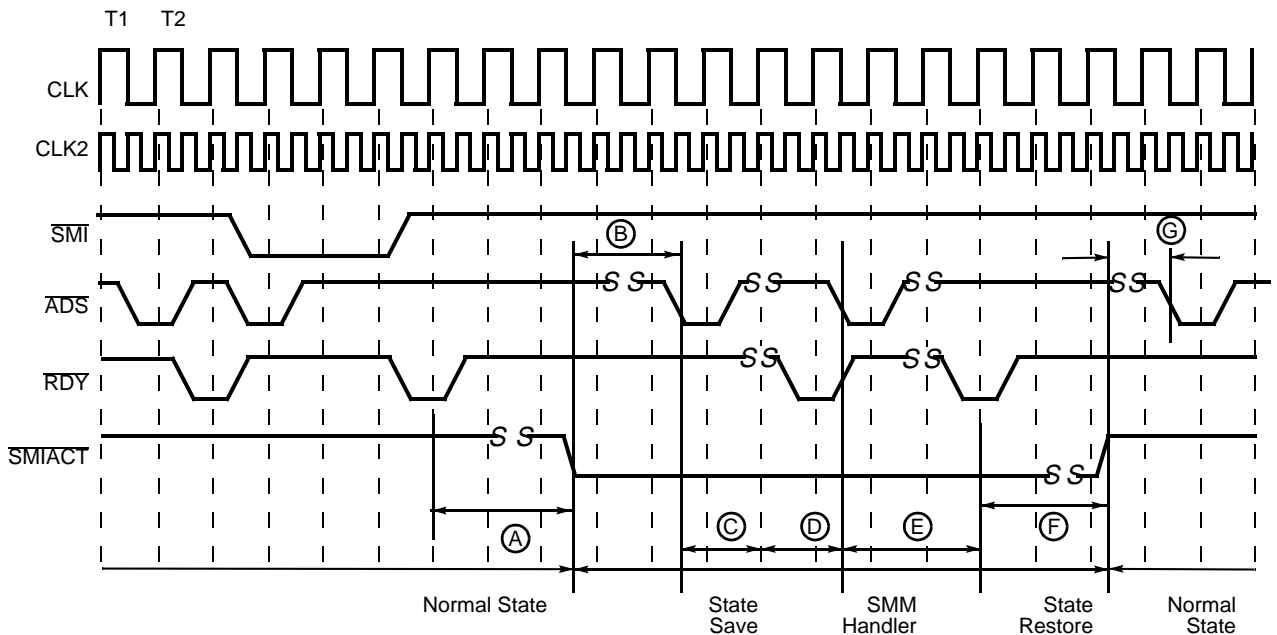 T1 T2
CLK
CLK2
SMI
B
G
ADS
S S
S S
S S
S S
RDY
S S
S S
SMIACT
S S
S S
A
C
D
E
F
Normal State
State
Save
SMM
Handler
State
Restore
Normal
State